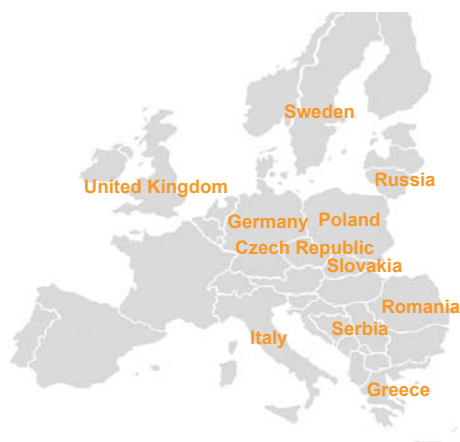 Sweden
Russia
United Kingdom
Germany
Poland
Czech Republic
Slovakia
Romania
Serbia
Italy
Greece